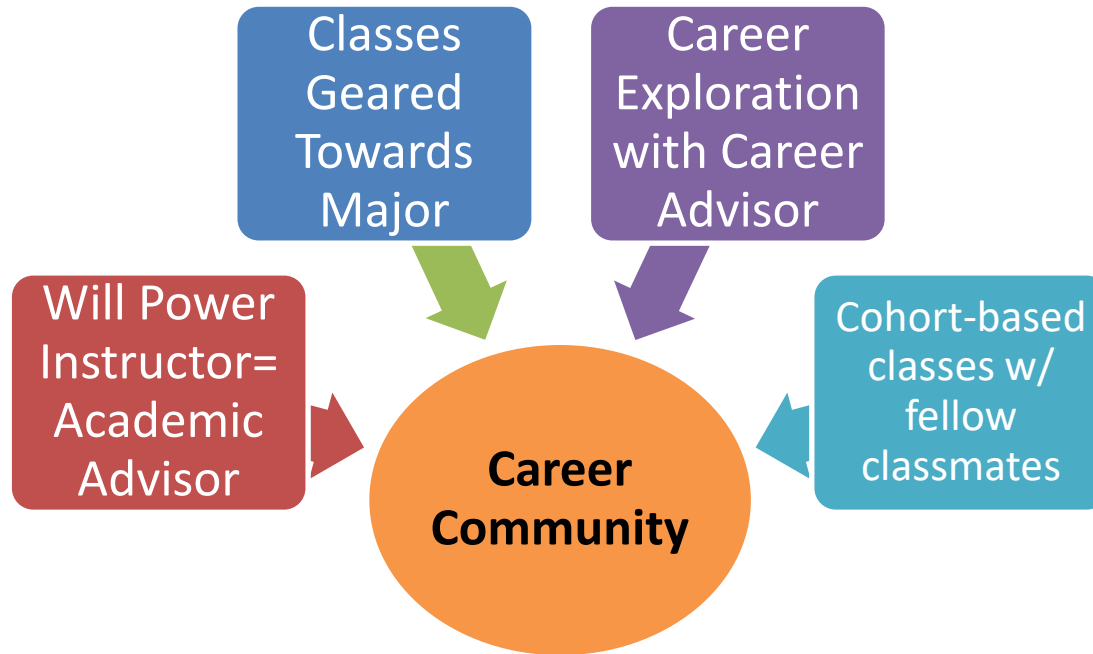 Classes
Geared
Towards
Major
Career
Exploration
with Career
Advisor
Will Power
Instructor=
Academic
Advisor
Cohort-based
classes w/
fellow
classmates
Career
Community